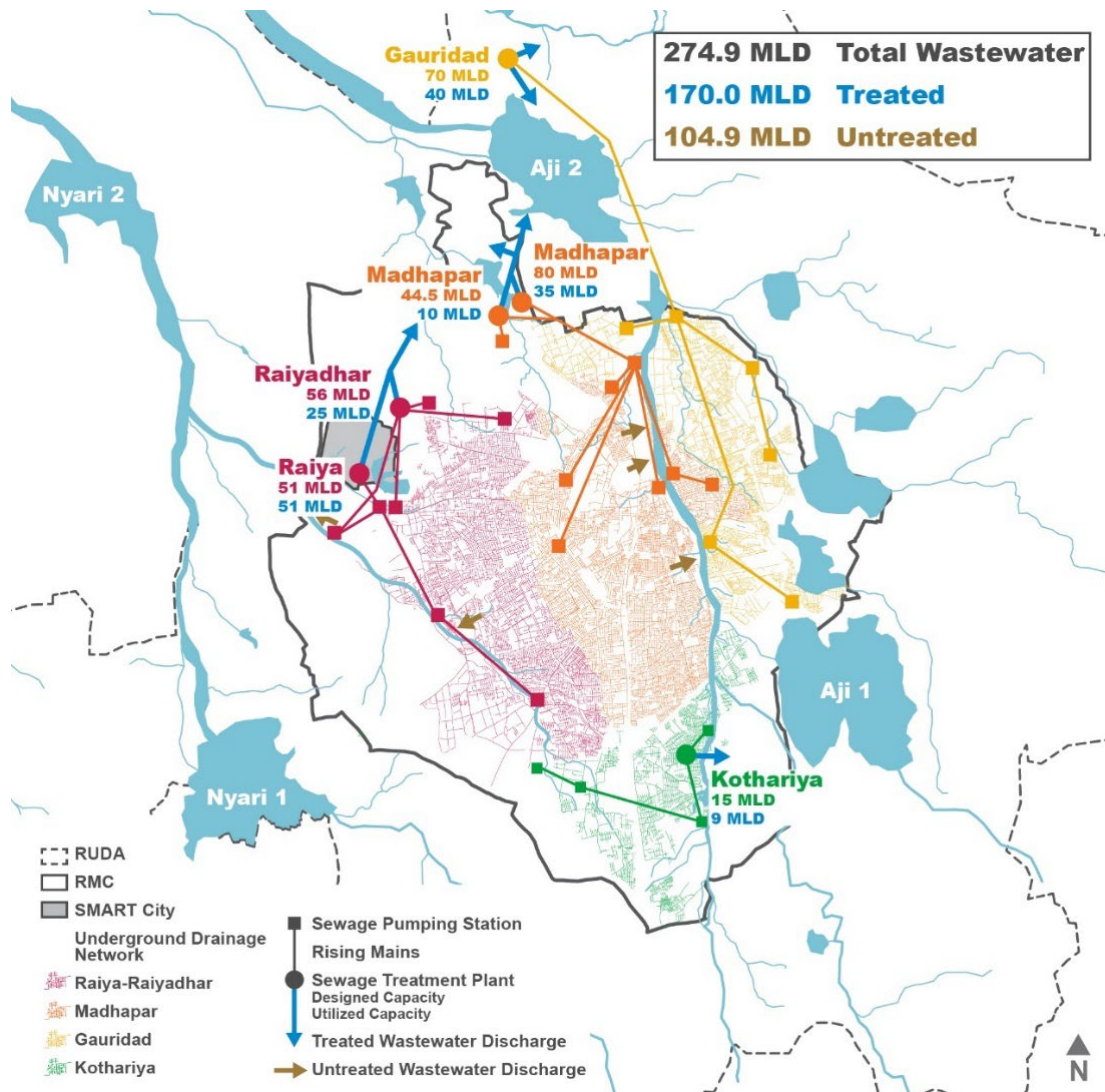 274.9 MLD Total Wastewater
170.0 MLD Treated
104.9 MLD Untreated
Gauridad
70 MLD
40 MLD
Aji 2
Nyari 2
Madhapar
80 MLD
35 MLD
Madhapar
44.5 MLD
10 MLD
Raiyadhar
56 MLD
25 MLD
Raiya
51 MLD
51 MLD
Aji 1
Kothariya
15 MLD
9 MLD
Nyari 1
RUDA
RMC
SMART City
Underground Drainage
Network
Raiya-Raiyadhar
Madhapar
Gauridad
Kothariya
Sewage Pumping Station
Rising Mains
Sewage Treatment Plant
Designed Capacity
Utilized Capacity
Treated Wastewater Discharge
Untreated Wastewater Discharge
N